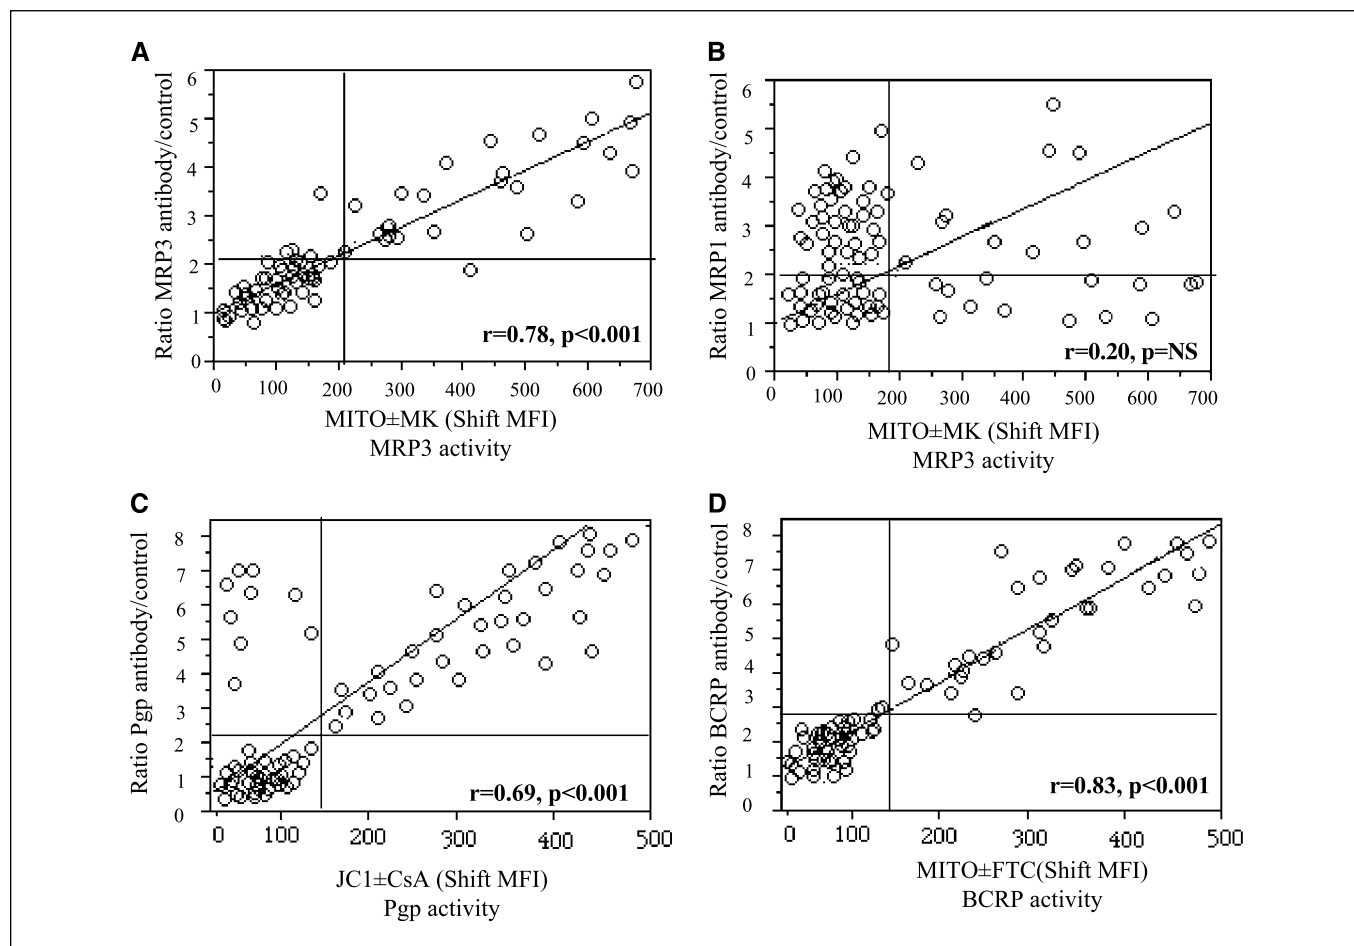 A
Ratio MRP3 antibody/control
6
5
4
3
2
1
0
r=0.78, p<0.001
0 100 200 300 400 500 600 700
MITO±MK (Shift MFI)
MRP3 activity
B
Ratio MRP1 antibody/control
6
5
4
3
2
1
0
r=0.20, p=NS
0 100 200 300 400 500 600 700
MITO±MK (Shift MFI)
MRP3 activity
C
Ratio Pgp antibody/control
8
7
6
5
4
3
2
1
0
r=0.69, p<0.001
0 100 200 300 400 500
JC1±CsA (Shift MFI)
Pgp activity
D
Ratio BCRP antibody/cotrol
8
7
6
5
4
3
2
1
0
r=0.83, p<0.001
0 100 200 300 400 500
MITO±FTC(Shift MFI)
BCRP activity